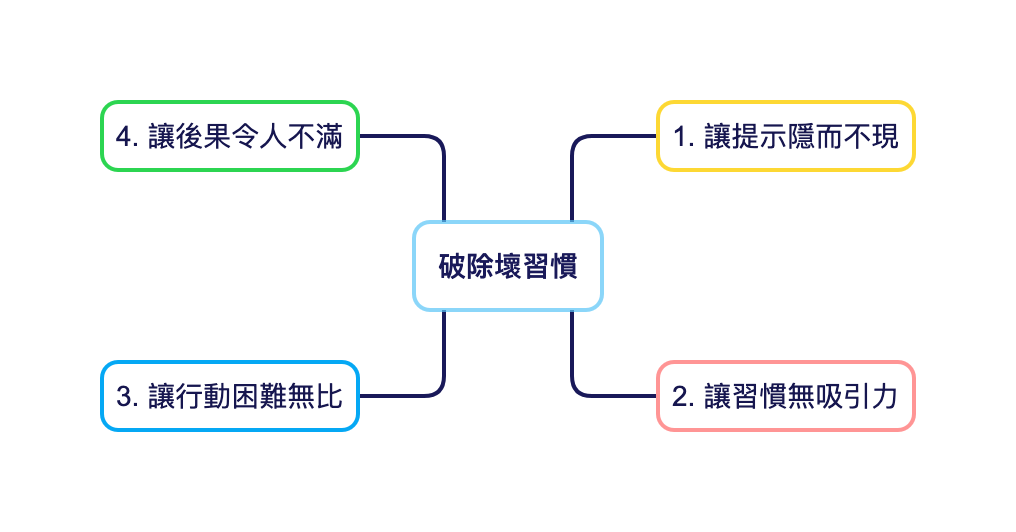 破除壞習慣
1. 讓提示隱而不現
2. 讓習慣無吸引力
3. 讓行動困難無比
4. 讓後果令人不滿